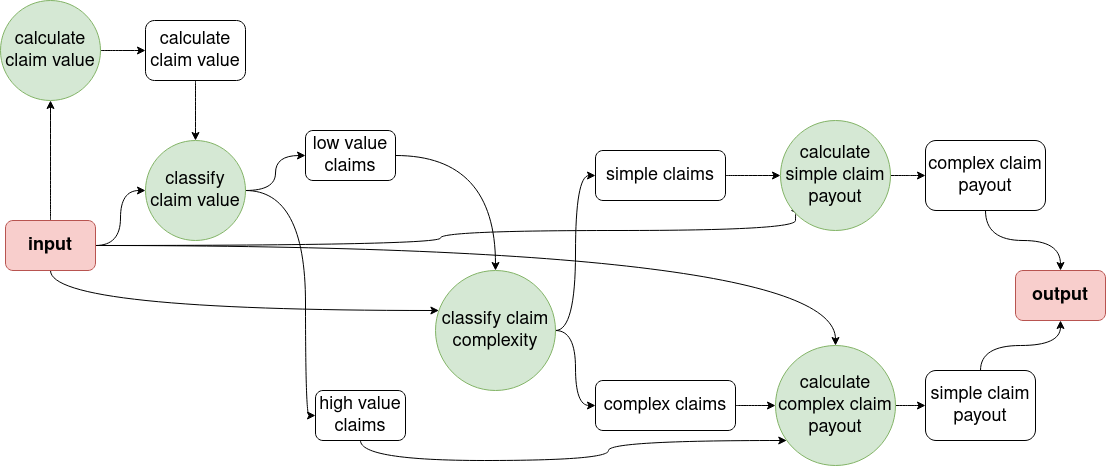 calculate
claim value
calculate
claim value
low value
claims
classify
claim value
simple claims
calculate
simple claim
payout
complex claim
payout
input
output
classify claim
complexity
high value
claims
complex claims
calculate
complex claim
payout
simple claim
payout